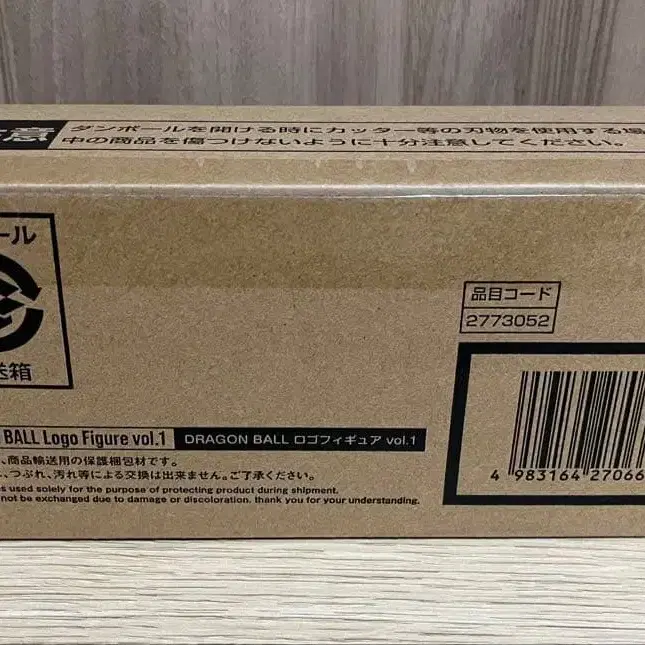 意
ダンボールを開ける時にカッター等の刃物を使用する場
中の商品を傷つけないように十分注意してください。
ール
送箱
品目コード
2773052
BALL Logo Figure vol.1 DRAGON BALL ロゴフィギュア vol.1
、商品輸送用の保護梱包材です。
、つぶれ、汚れ等による交換は出来ません。ご了承ください。
s used solely for the purpose of protecting product during shipment.
not be exchanged due to damage or discoloration. thank you for your understanding.
4 983164 27066